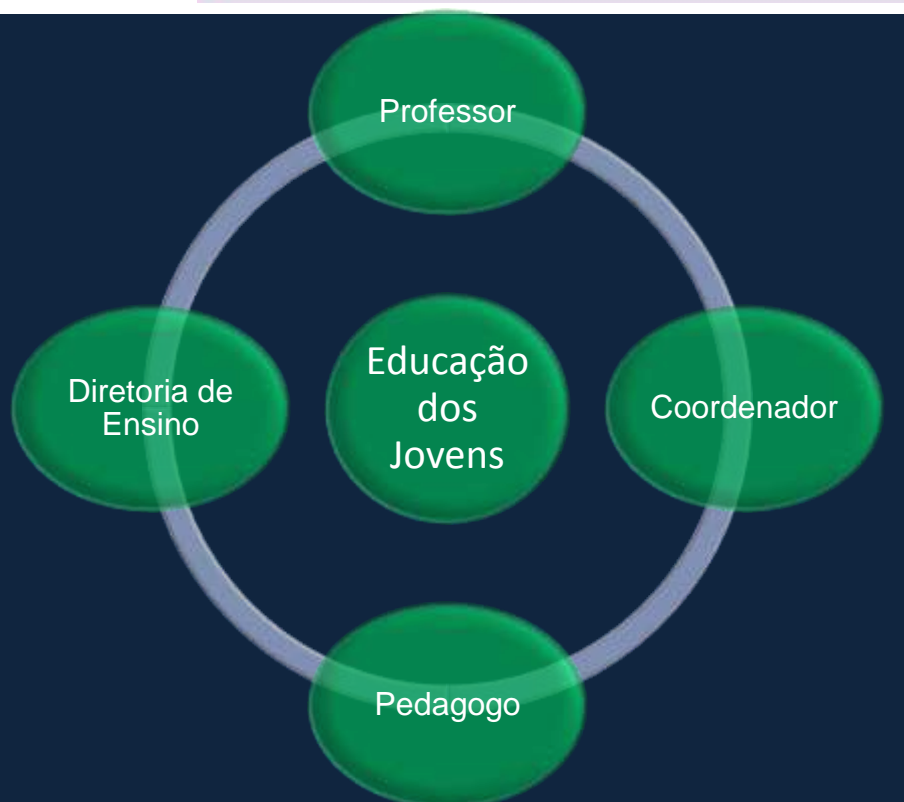 Professor
Diretoria de
Ensino
Educação
dos
Jovens
Coordenador
Pedagogo